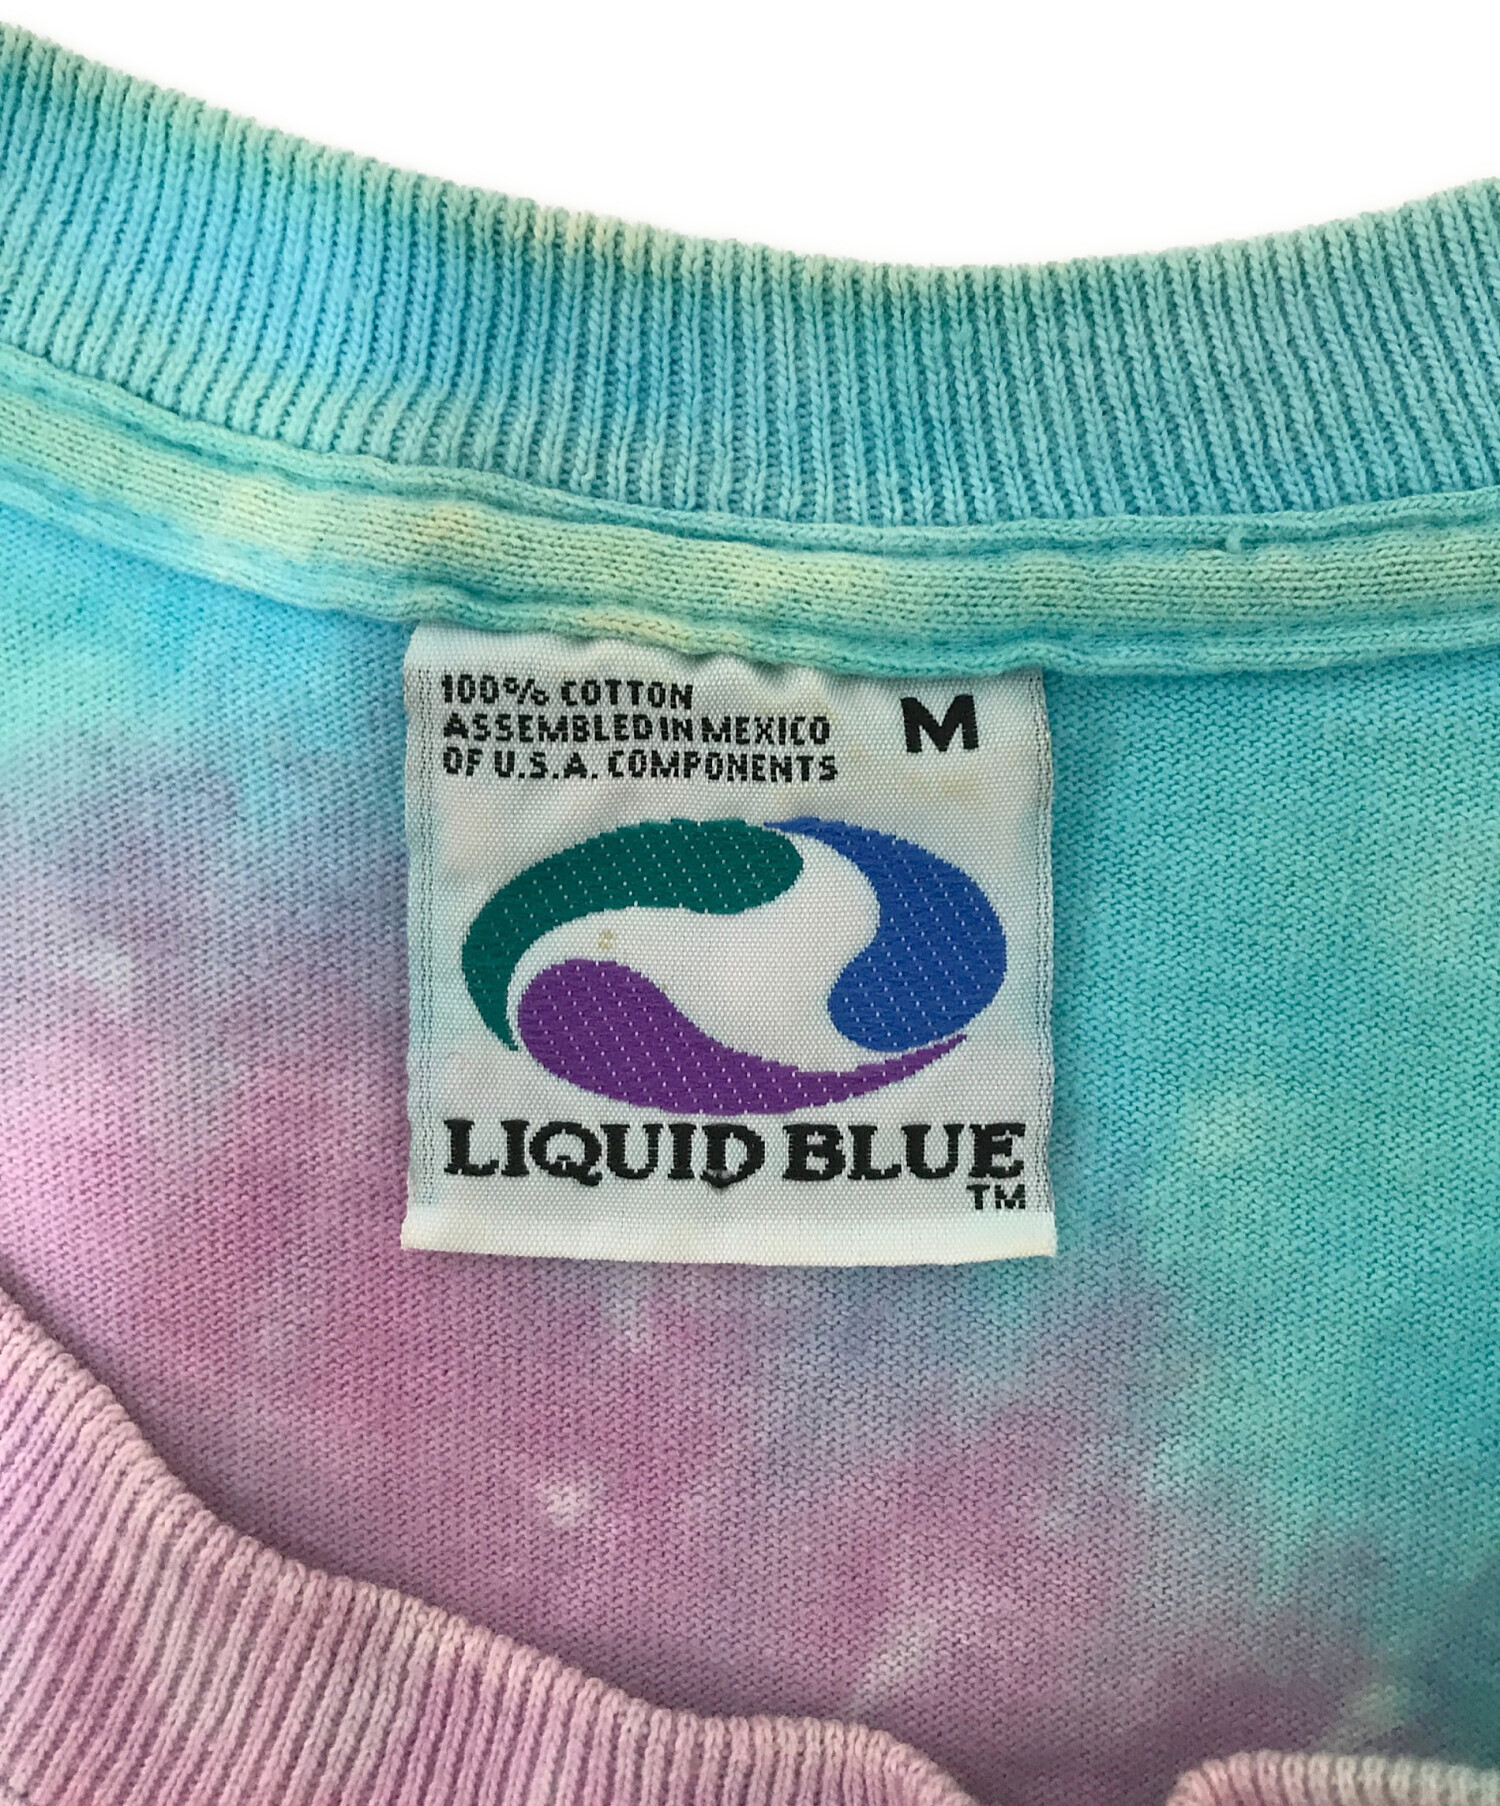 100% COTTON
ASSEMBLED IN MEXICO
OF U.S.A. COMPONENTS
M
LIQUID BLUE
TM